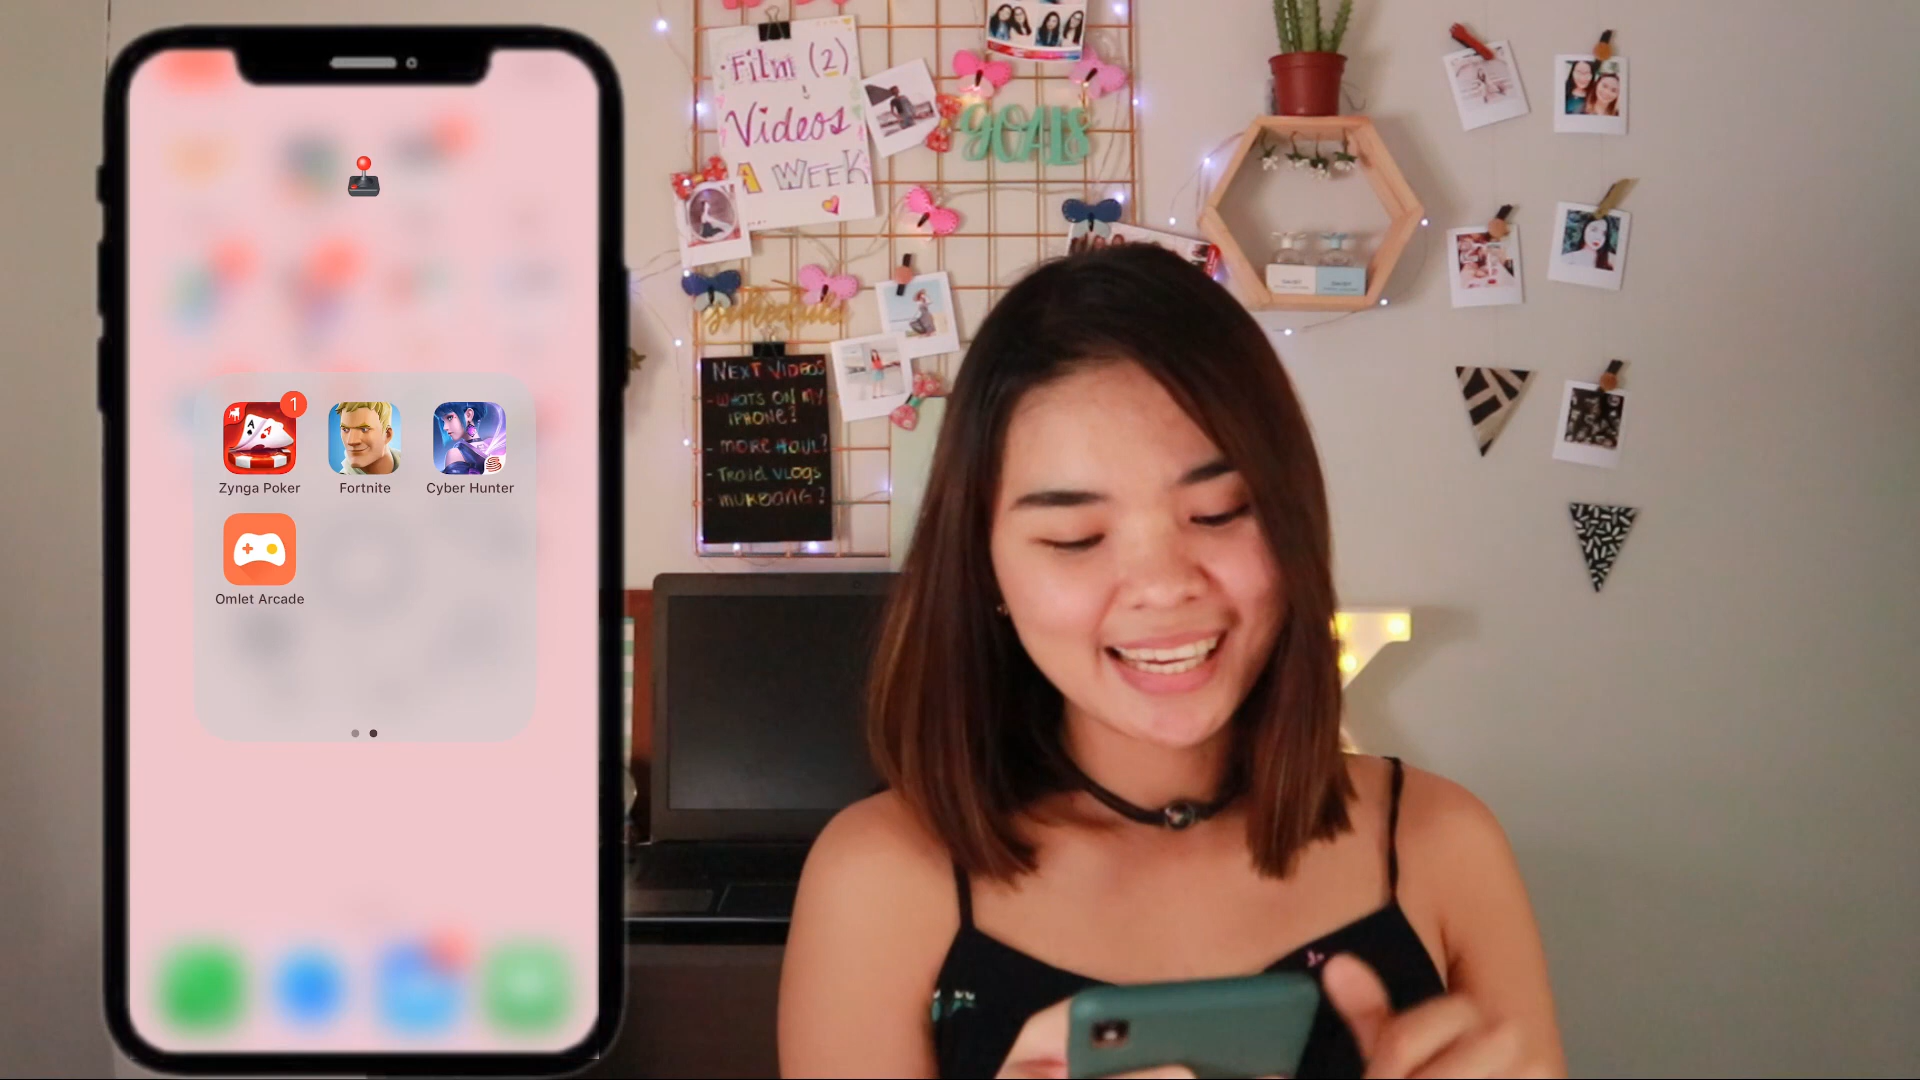 1
Zynga Poker
Fortnite
Cyber Hunter
Omlet Arcade
Film (2)
Videos
A WEEK
GOALS
schedule
NEXT VIDEOS
- WHATS ON MY
iPHONE?
- MORE HAUL?
- TRAVEL VLOGS
- MUKBANG?